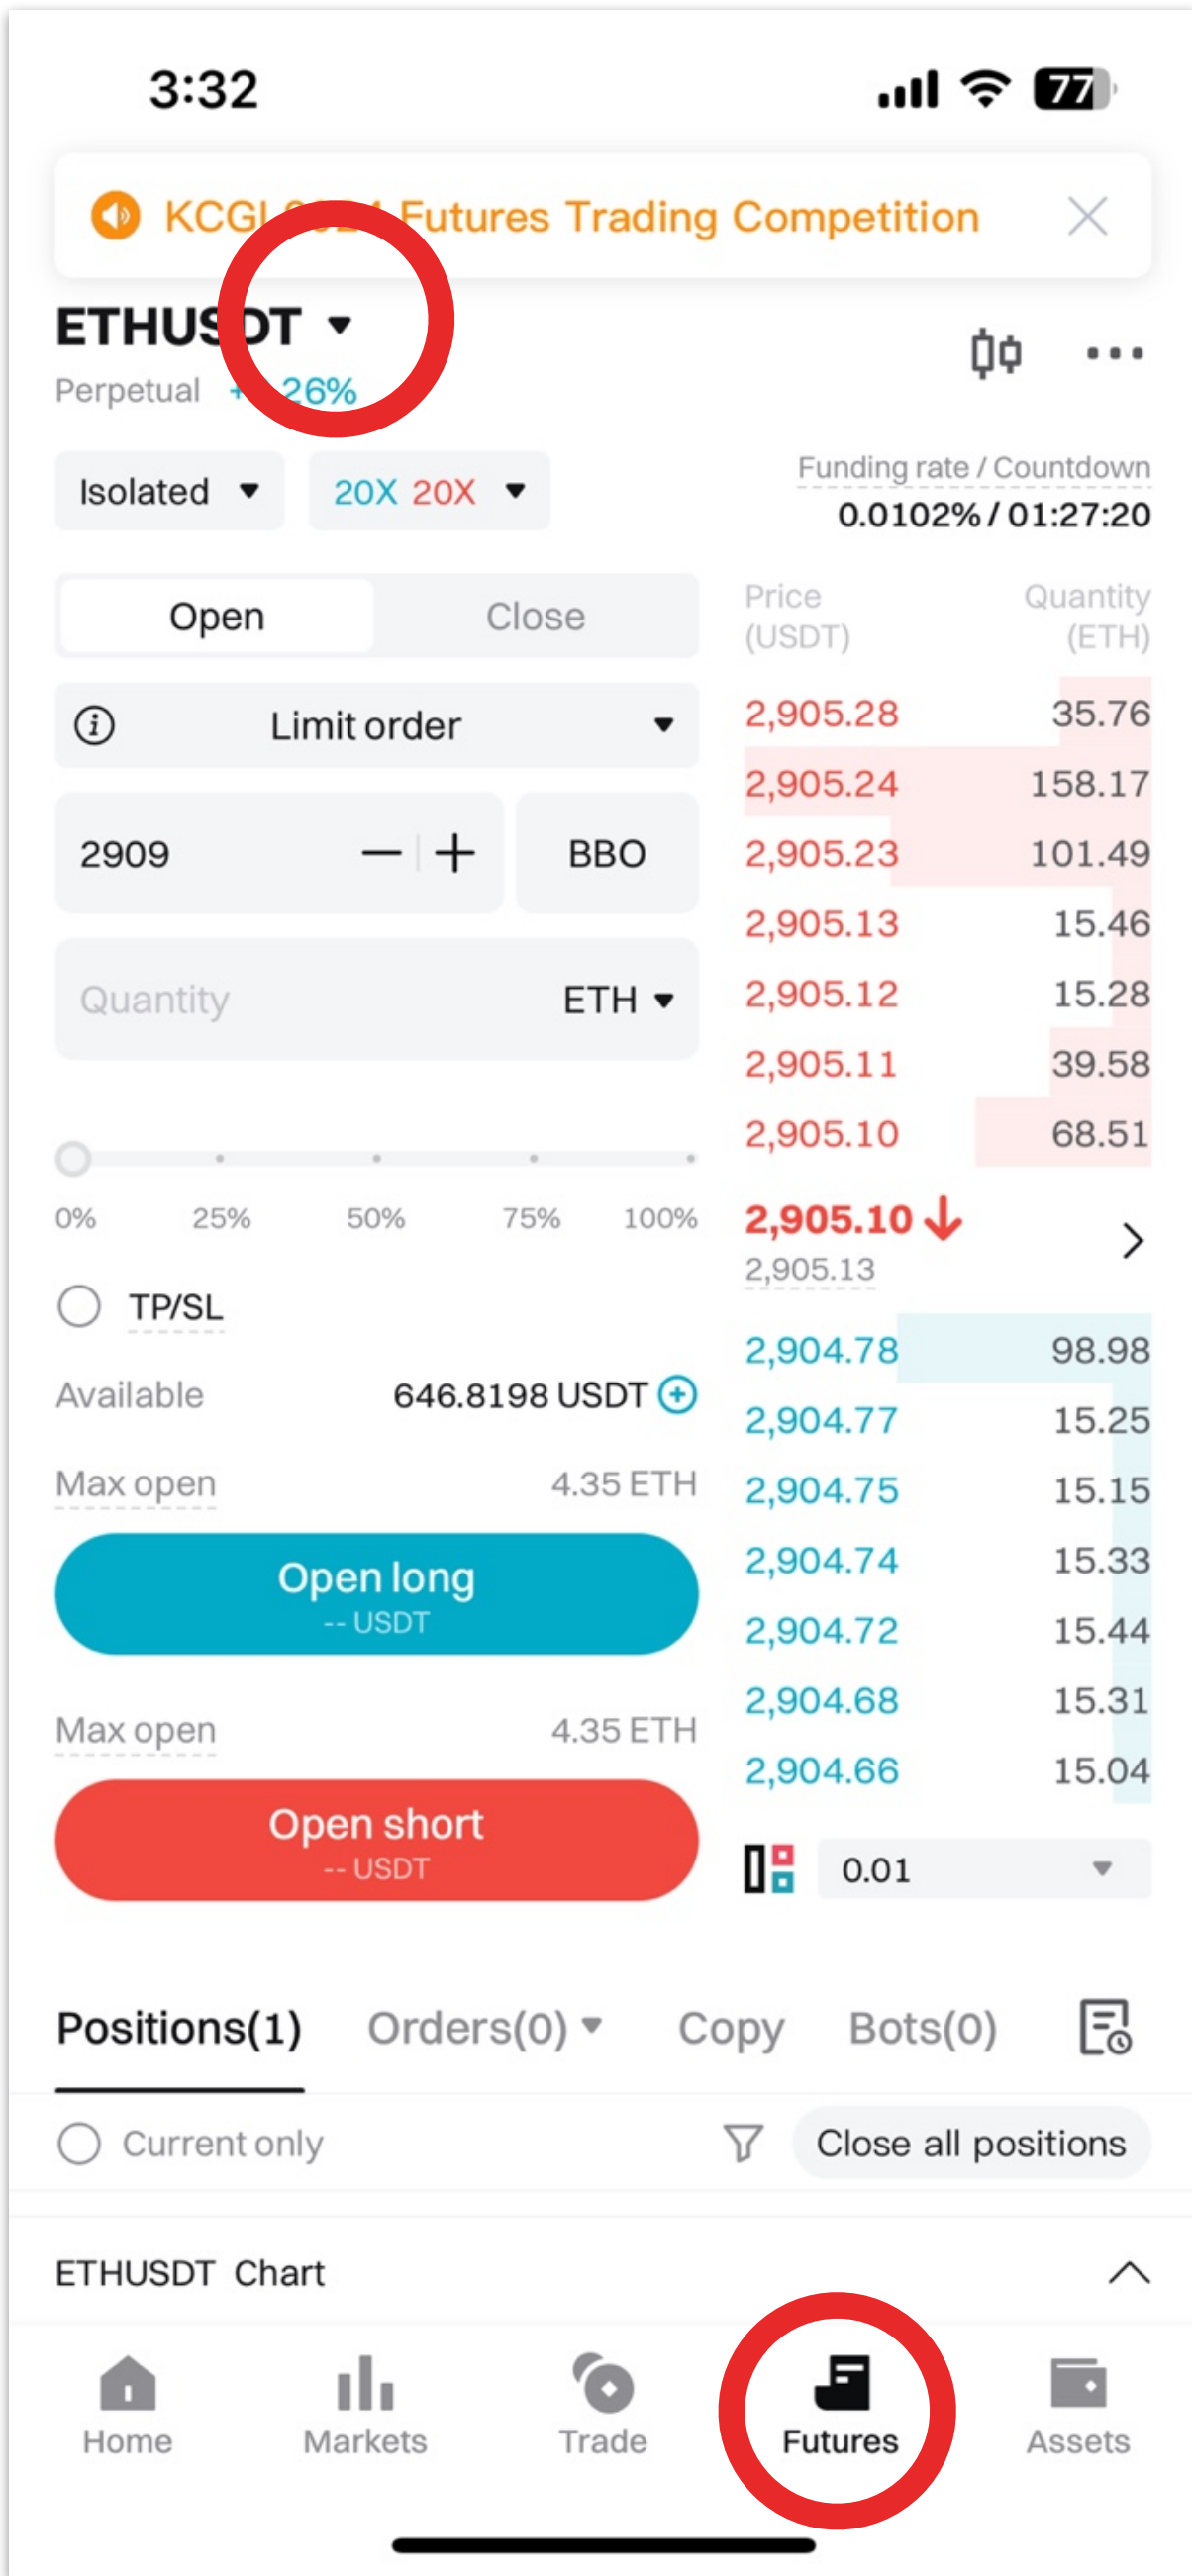 3:32
77
KCGI 2024 Futures Trading Competition
ETHUSDT
Perpetual 26%
Isolated
20X 20X
Funding rate / Countdown
0.0102% / 01:27:20
Open
Close
Limit order
2909
BBO
Quantity
ETH
0% 25% 50% 75% 100%
TP/SL
Available 646.8198 USDT
Max open 4.35 ETH
Open long
-- USDT
Max open 4.35 ETH
Open short
-- USDT
Price Quantity
(USDT) (ETH)
2,905.28 35.76
2,905.24 158.17
2,905.23 101.49
2,905.13 15.46
2,905.12 15.28
2,905.11 39.58
2,905.10 68.51
2,905.10
2,905.13
2,904.78 98.98
2,904.77 15.25
2,904.75 15.15
2,904.74 15.33
2,904.72 15.44
2,904.68 15.31
2,904.66 15.04
0.01
Positions(1) Orders(0) Copy Bots(0)
Current only
Close all positions
ETHUSDT Chart
Home Markets Trade Futures Assets